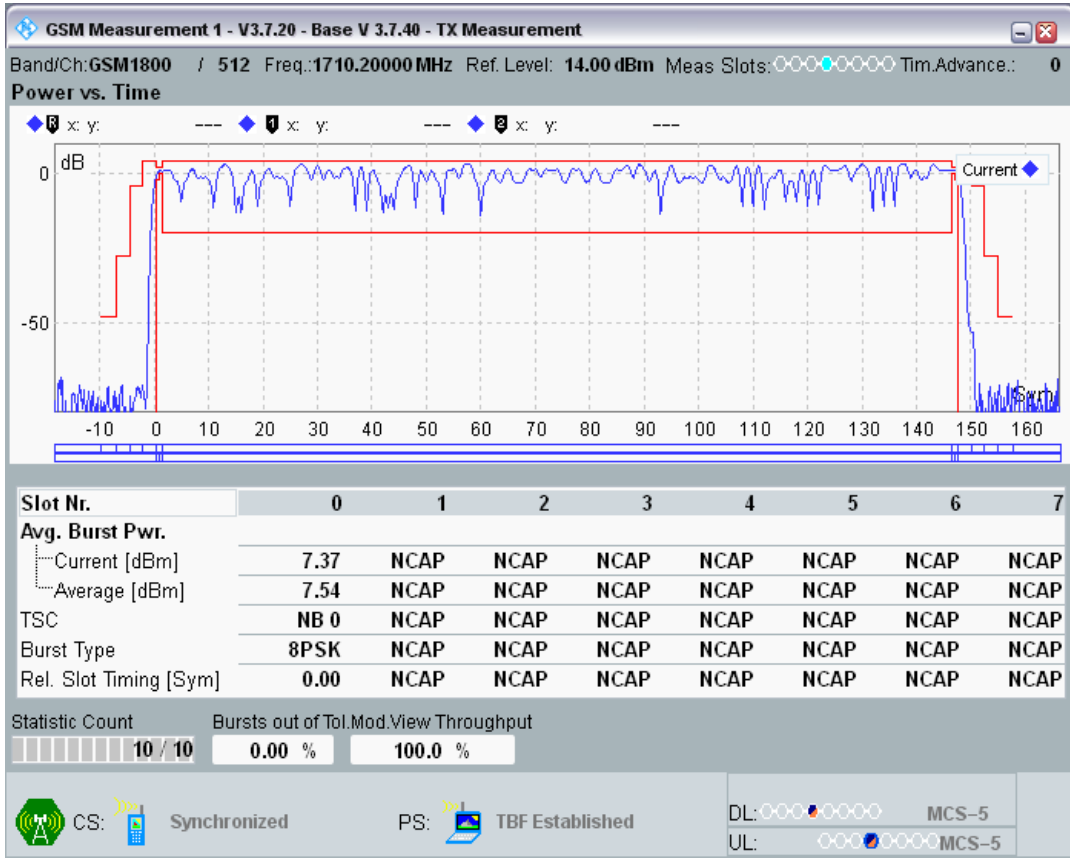 GSM Measurement 1 - V3.7.20 - Base V 3.7.40 - TX Measurement
Band/Ch:GSM1800 / 512 Freq.:1710.20000 MHz Ref. Level: 14.00 dBm Meas Slots: Tim.Advance.: 0
Power vs. Time
R x: y: --- 1 x: y: --- 2 x: y: ---
dB
Current
0
-50
Sym
-10 0 10 20 30 40 50 60 70 80 90 100 110 120 130 140 150 160
Slot Nr. 0 1 2 3 4 5 6 7
Avg. Burst Pwr.
Current [dBm] 7.37 NCAP NCAP NCAP NCAP NCAP NCAP NCAP
Average [dBm] 7.54 NCAP NCAP NCAP NCAP NCAP NCAP NCAP
TSC NB 0 NCAP NCAP NCAP NCAP NCAP NCAP NCAP
Burst Type 8PSK NCAP NCAP NCAP NCAP NCAP NCAP NCAP
Rel. Slot Timing [Sym] 0.00 NCAP NCAP NCAP NCAP NCAP NCAP NCAP
Statistic Count Bursts out of Tol.Mod.View Throughput
10 / 10 0.00 % 100.0 %
CS: Synchronized PS: TBF Established
DL: MCS-5
UL: MCS-5